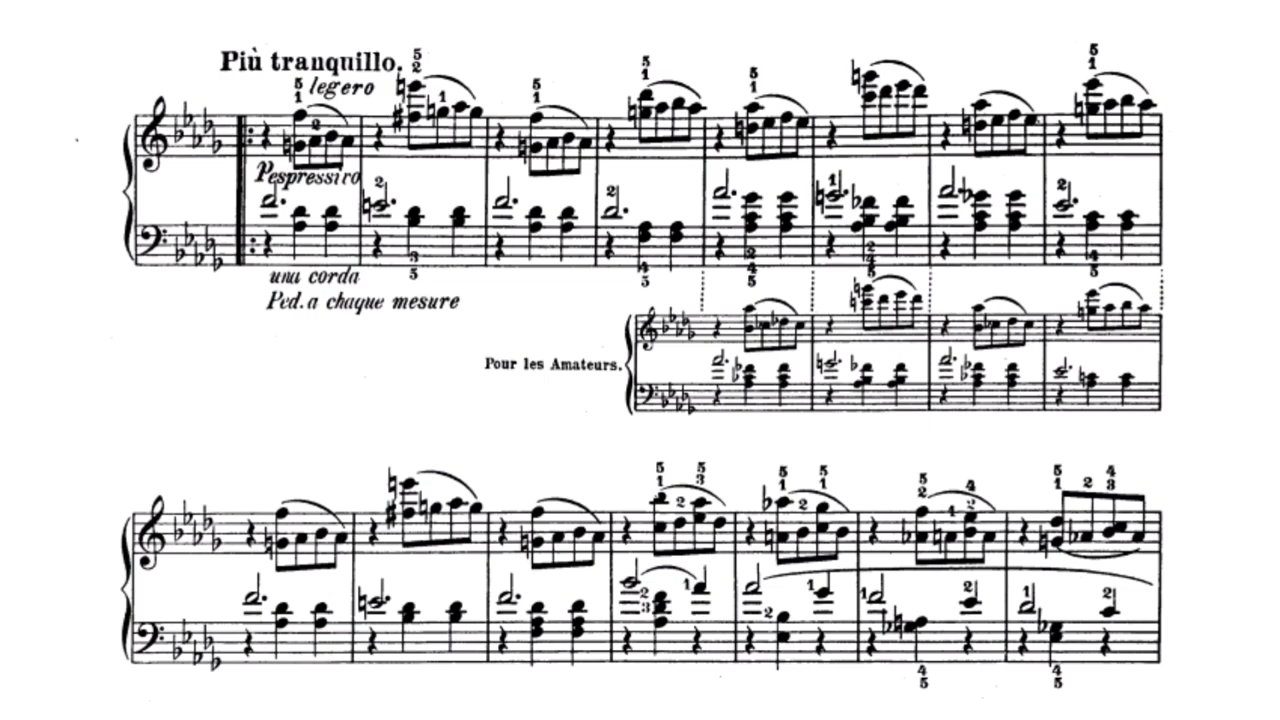 Più tranquillo.
legero
P espressivo
una corda
Ped. a chaque mesure
Pour les Amateurs.